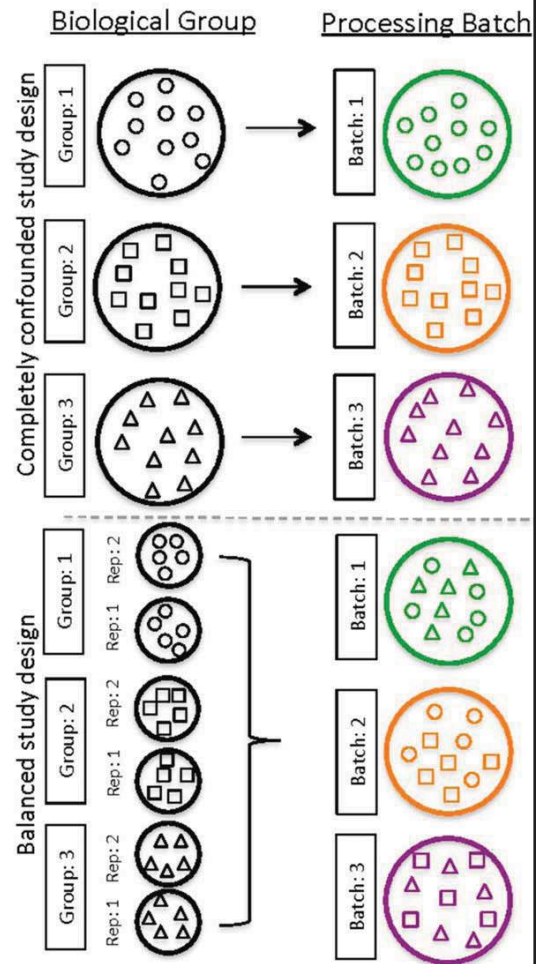 Biological Group
Processing Batch
Completely confounded study design
Group: 1
Batch: 1
Group: 2
Batch: 2
Group: 3
Batch: 3
Balanced study design
Group: 1
Rep: 2
Rep: 1
Batch: 1
Group: 2
Rep: 2
Rep: 1
Batch: 2
Group: 3
Rep: 2
Rep: 1
Batch: 3